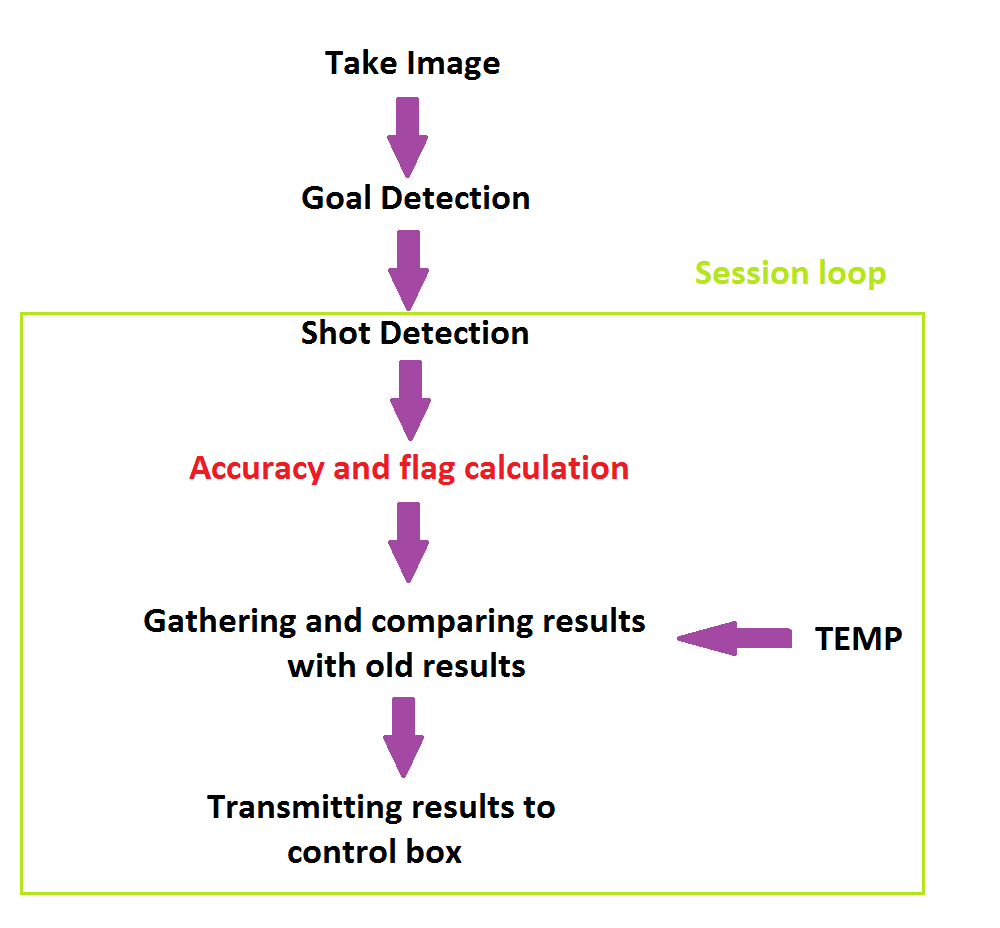 Take Image
Goal Detection
Session loop
Shot Detection
Accuracy and flag calculation
Gathering and comparing results
with old results
TEMP
Transmitting results to
control box